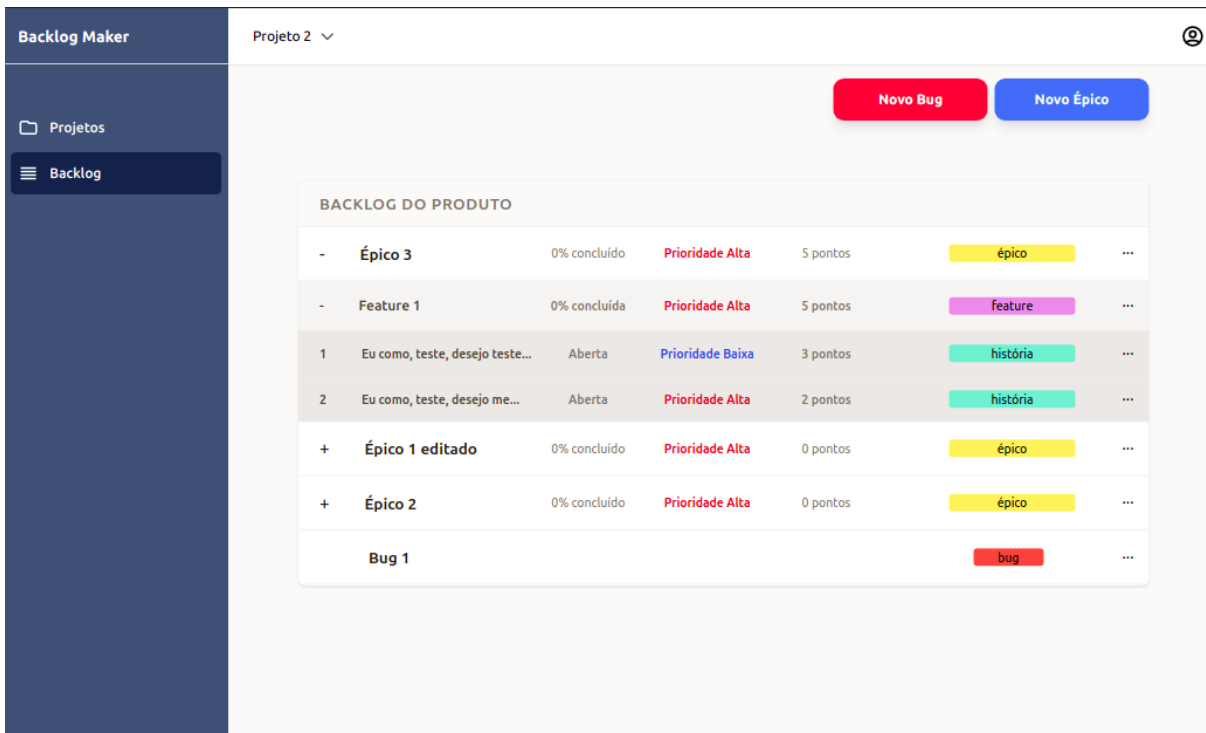 Backlog Maker
Projeto 2
Novo Bug Novo Épico
Projetos
Backlog
BACKLOG DO PRODUTO
- Épico 3 0% concluído Prioridade Alta 5 pontos épico ...
- Feature 1 0% concluída Prioridade Alta 5 pontos feature ...
1 Eu como, teste, desejo teste... Aberta Prioridade Baixa 3 pontos história ...
2 Eu como, teste, desejo me... Aberta Prioridade Alta 2 pontos história ...
+ Épico 1 editado 0% concluído Prioridade Alta 0 pontos épico ...
+ Épico 2 0% concluído Prioridade Alta 0 pontos épico ...
Bug 1 bug ...